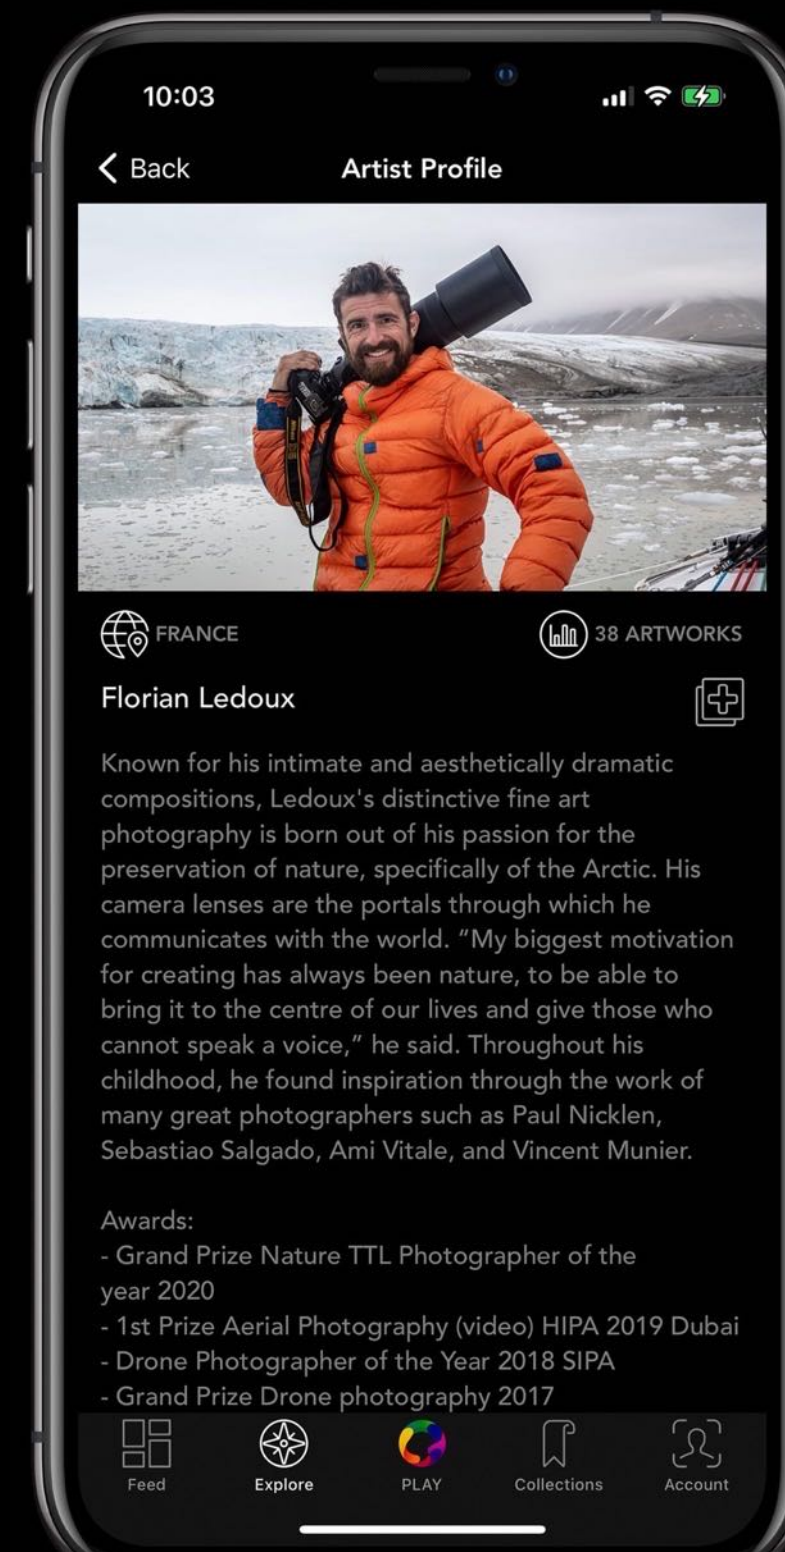 10:03
Back
Artist Profile
FRANCE
38 ARTWORKS
Florian Ledoux
Known for his intimate and aesthetically dramatic
compositions, Ledoux's distinctive fine art
photography is born out of his passion for the
preservation of nature, specifically of the Arctic. His
camera lenses are the portals through which he
communicates with the world. “My biggest motivation
for creating has always been nature, to be able to
bring it to the centre of our lives and give those who
cannot speak a voice,” he said. Throughout his
childhood, he found inspiration through the work of
many great photographers such as Paul Nicklen,
Sebastiao Salgado, Ami Vitale, and Vincent Munier.
Awards:
- Grand Prize Nature TTL Photographer of the
year 2020
- 1st Prize Aerial Photography (video) HIPA 2019 Dubai
- Drone Photographer of the Year 2018 SIPA
- Grand Prize Drone photography 2017
Feed
Explore
PLAY
Collections
Account